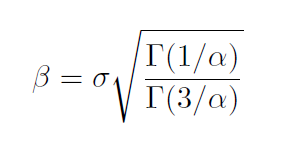 β = σ√(Γ(1/α)/Γ(3/α))